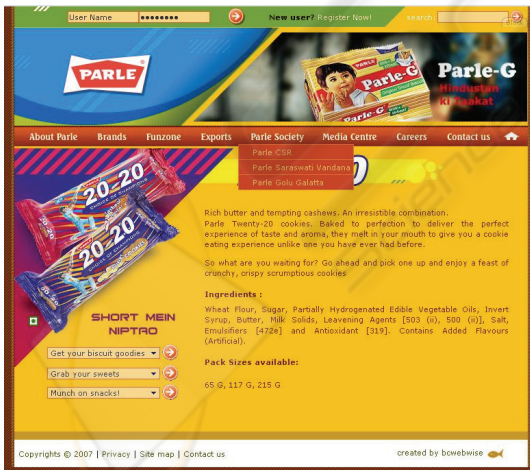 User Name
New user? Register Now!
search
PARLE
PARLE
Parle-G
Parle-G
Parle-G
Hindustan
ki Taakat
About Parle Brands Funzone Exports Parle Society Media Centre Careers Contact us
Parle CSR
Parle Saraswati Vandana
Parle Golu Galatta
20-20
20-20
Rich butter and tempting cashews. An irresistible combination.
Parle Twenty-20 cookies. Baked to perfection to deliver the perfect
experience of taste and aroma, they melt in your mouth to give you a cookie
eating experience unlike one you have ever had before.
So what are you waiting for? Go ahead and pick one up and enjoy a feast of
crunchy, crispy scrumptious cookies
Ingredients :
Wheat Flour, Sugar, Partially Hydrogenated Edible Vegetable Oils, Invert
Syrup, Butter, Milk Solids, Leavening Agents [503 (ii), 500 (ii)], Salt,
Emulsifiers [472e] and Antioxidant [319]. Contains Added Flavours
(Artificial).
Pack Sizes available:
65 G, 117 G, 215 G
SHORT MEIN
NIPTAO
Get your biscuit goodies
Grab your sweets
Munch on snacks!
Copyrights © 2007 | Privacy | Site map | Contact us
created by bcwebwise